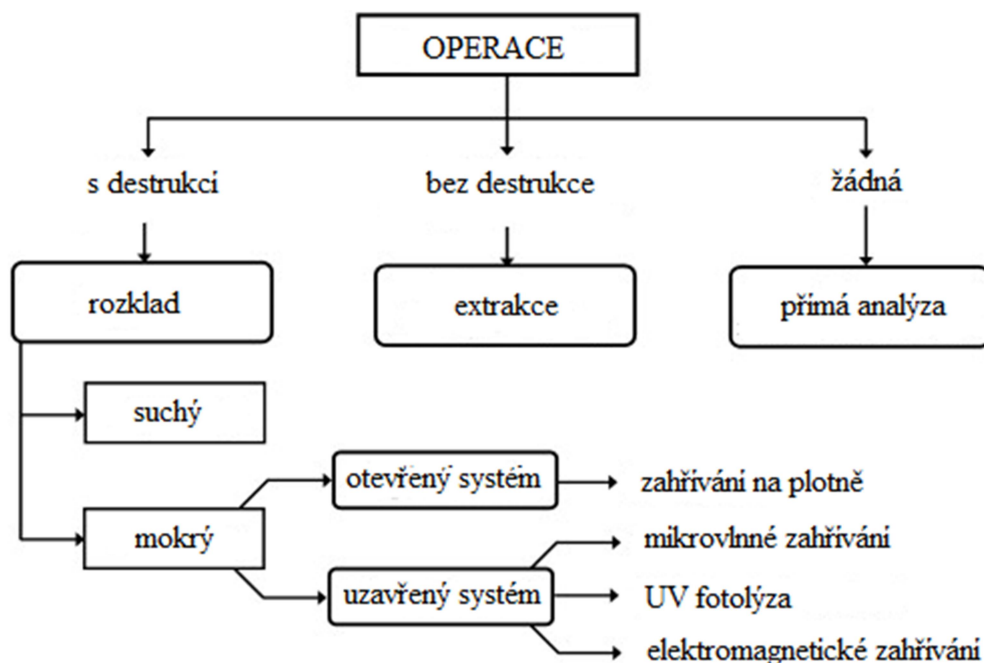 OPERACE
s destrukcí
bez destrukce
žádná
rozklad
extrakce
přímá analýza
suchý
otevřený systém
zahřívání na plotně
mokrý
mikrovlnné zahřívání
uzavřený systém
UV fotolýza
elektromagnetické zahřívání